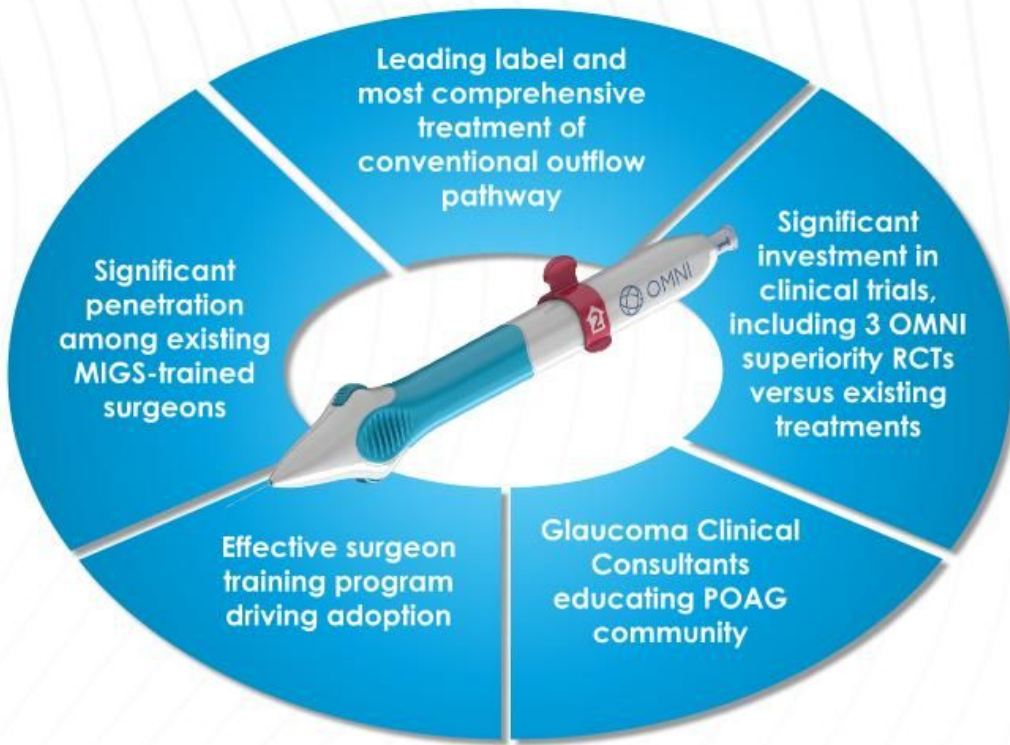 Leading label and
most comprehensive
treatment of
conventional outflow
pathway
Significant
investment in
clinical trials,
including 3 OMNI
superiority RCTs
versus existing
treatments
Glaucoma Clinical
Consultants
educating POAG
community
Effective surgeon
training program
driving adoption
Significant
penetration
among existing
MIGS-trained
surgeons
OMNI
2